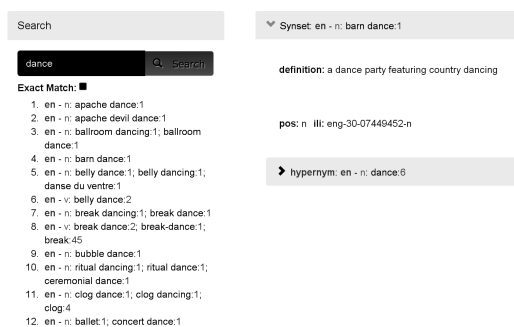 Search
dance
Search
Exact Match:
1. en - n: apache dance:1
2. en - n: apache devil dance:1
3. en - n: ballroom dancing:1; ballroom
dance:1
4. en - n: barn dance:1
5. en - n: belly dance:1; belly dancing:1;
danse du ventre:1
6. en - v: belly dance:2
7. en - n: break dancing:1; break dance:1
8. en - v: break dance:2; break-dance:1;
break:45
9. en - n: bubble dance:1
10. en - n: ritual dancing:1; ritual dance:1;
ceremonial dance:1
11. en - n: clog dance:1; clog dancing:1;
clog:4
12. en - n: ballet:1; concert dance:1
Synset: en - n: barn dance:1
definition: a dance party featuring country dancing
pos: n ili: eng-30-07449452-n
hypernym: en - n: dance:6